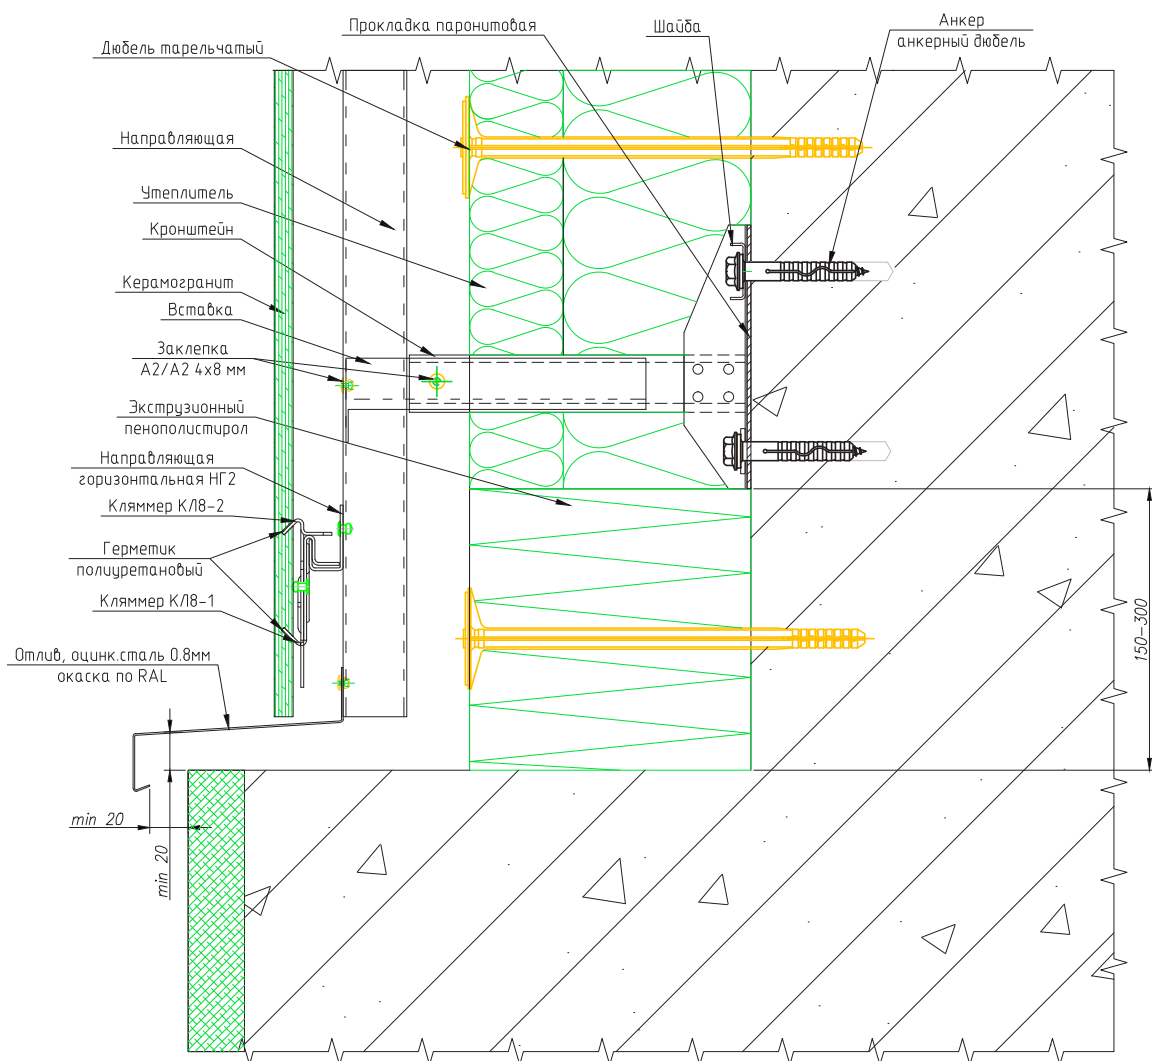 Прокладка паронитовая
Шайба
Анкер
анкерный дюбель
Дюбель тарельчатый
Направляющая
Утеплитель
Кронштейн
Керамогранит
Вставка
Заклепка
А2/А2 4х8 мм
Экструзионный
пенополистирол
Направляющая
горизонтальная НГ2
Кляммер КЛ8-2
Герметик
полиуретановый
Кляммер КЛ8-1
Отлив, оцинк.сталь 0.8мм
окаска по RAL
150-300
min 20
min 20